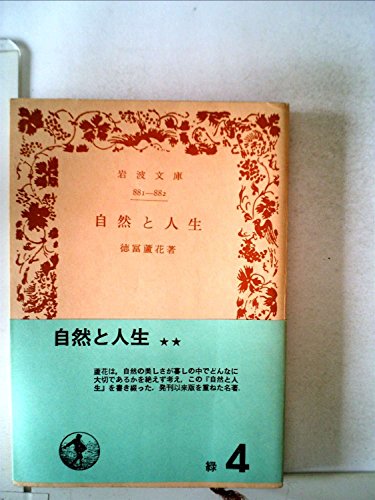 岩波文庫
881—882
自然と人生
徳冨蘆花著
自然と人生 ★★
蘆花は，自然の美しさが暮しの中でどんなに
大切であるかを絶えず考え，この『自然と人
生』を書き綴った．発刊以来版を重ねた名著．
緑 4